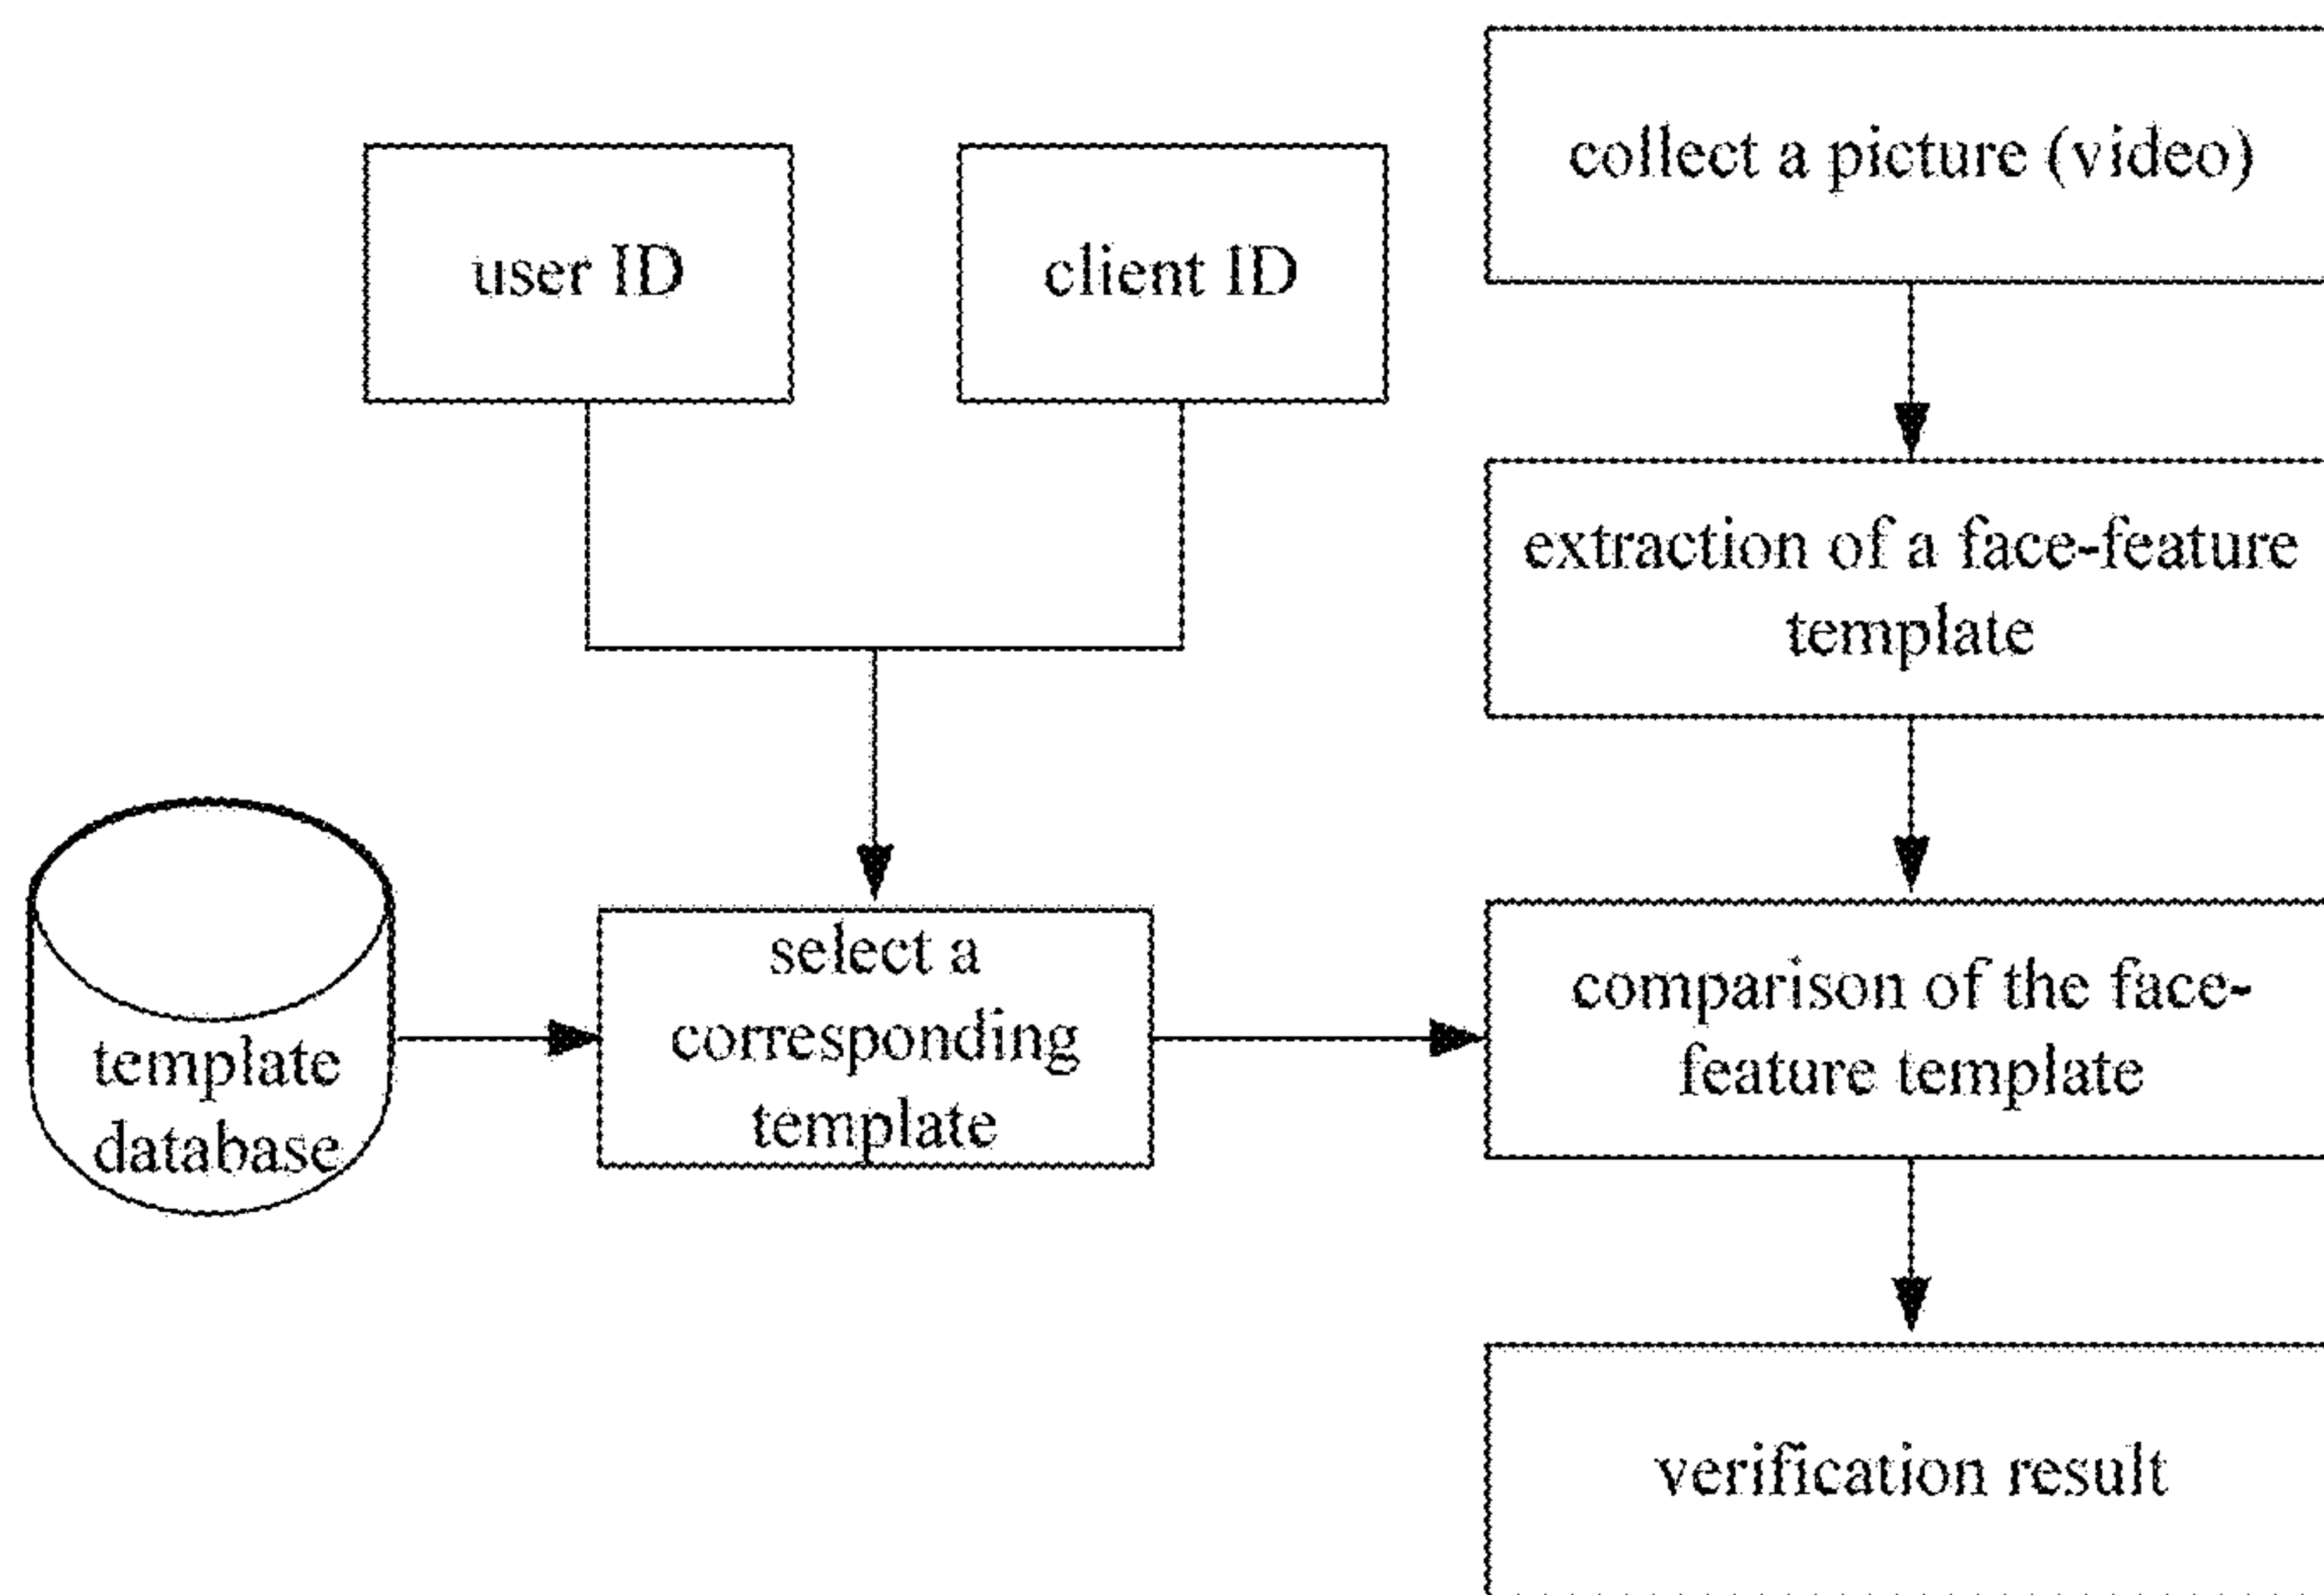 collect a picture (video)
user ID
client ID
extraction of a face-feature
template
select a
corresponding
template
comparison of the face-
feature template
template
database
verification result